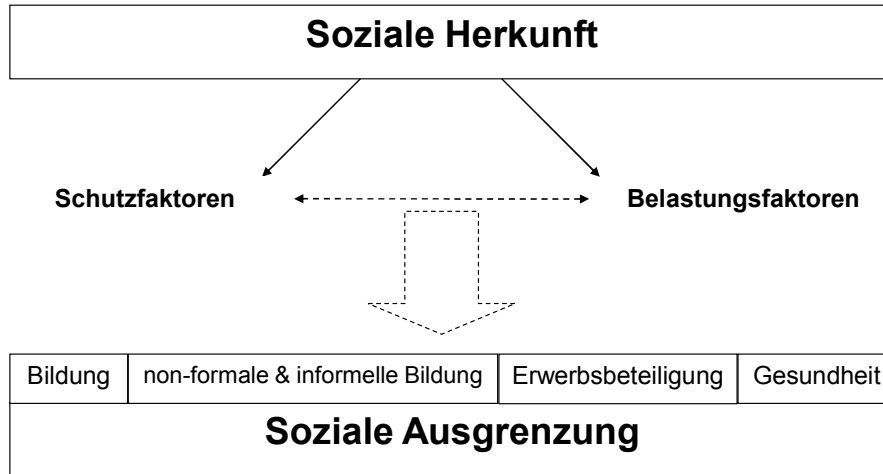 Soziale Herkunft
Schutzfaktoren
Belastungsfaktoren
Bildung
non-formale & informelle Bildung
Erwerbsbeteiligung
Gesundheit
Soziale Ausgrenzung